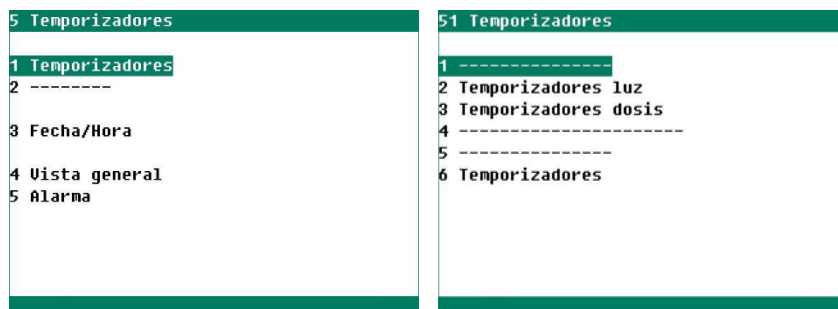 5 Temporizadores
1 Temporizadores
2 --------
3 Fecha/Hora
4 Vista general
5 Alarma
51 Temporizadores
1 ---------------
2 Temporizadores luz
3 Temporizadores dosis
4 ----------------------
5 ---------------
6 Temporizadores